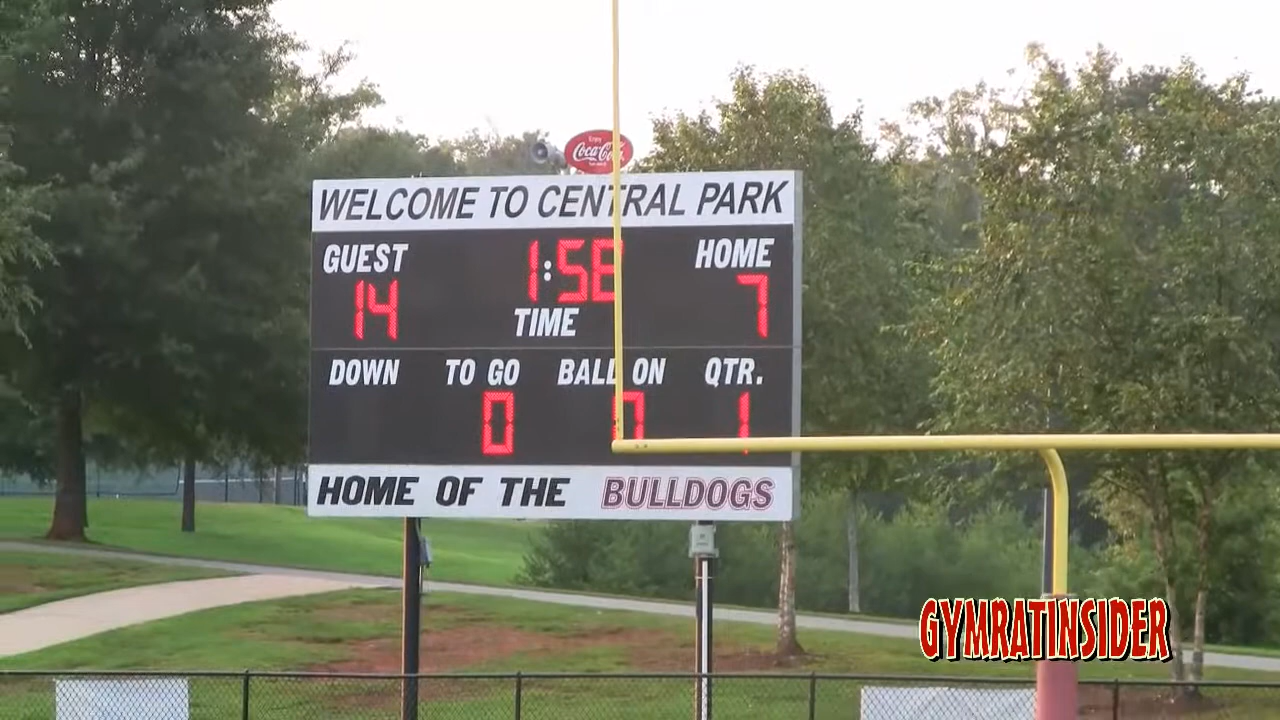 Enjoy
Coca-Cola
WELCOME TO CENTRAL PARK
GUEST 1:58 HOME
14 7
TIME
DOWN TO GO BALL ON QTR.
0 0 1
HOME OF THE BULLDOGS
GYMRATINSIDER